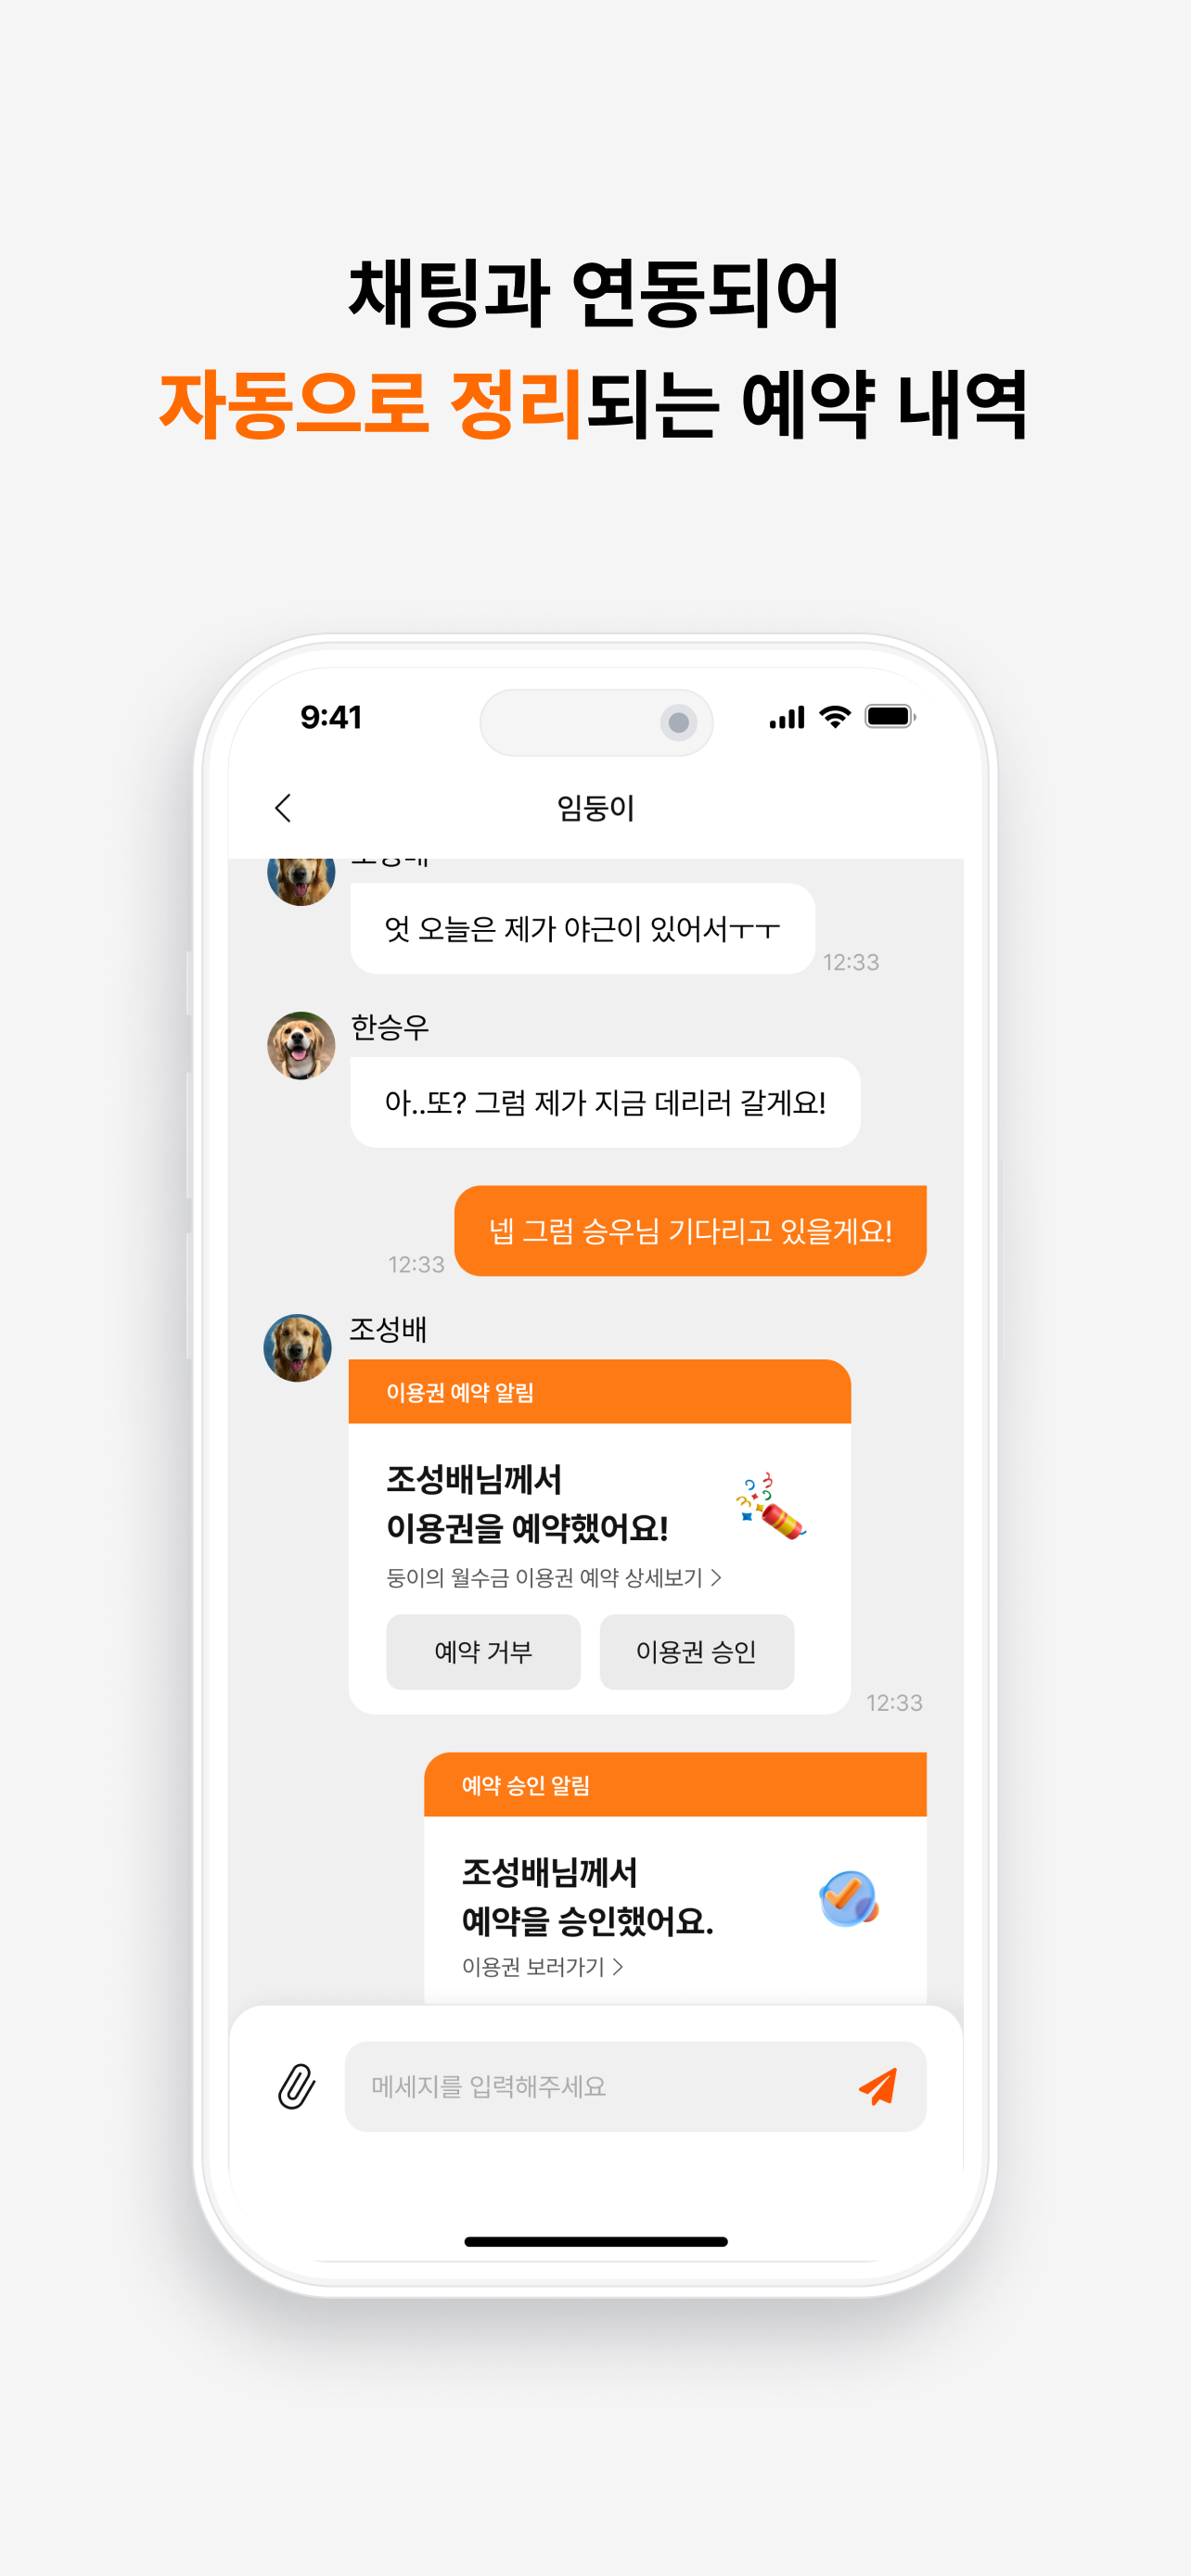 채팅과 연동되어
자동으로 정리되는 예약 내역
9:41
임둥이
엇 오늘은 제가 야근이 있어서ㅜㅜ
12:33
한승우
아..또? 그럼 제가 지금 데리러 갈게요!
넵 그럼 승우님 기다리고 있을게요!
12:33
조성배
이용권 예약 알림
조성배님께서
이용권을 예약했어요!
둥이의 월수금 이용권 예약 상세보기 >
예약 거부
이용권 승인
12:33
예약 승인 알림
조성배님께서
예약을 승인했어요.
이용권 보러가기 >
메세지를 입력해주세요